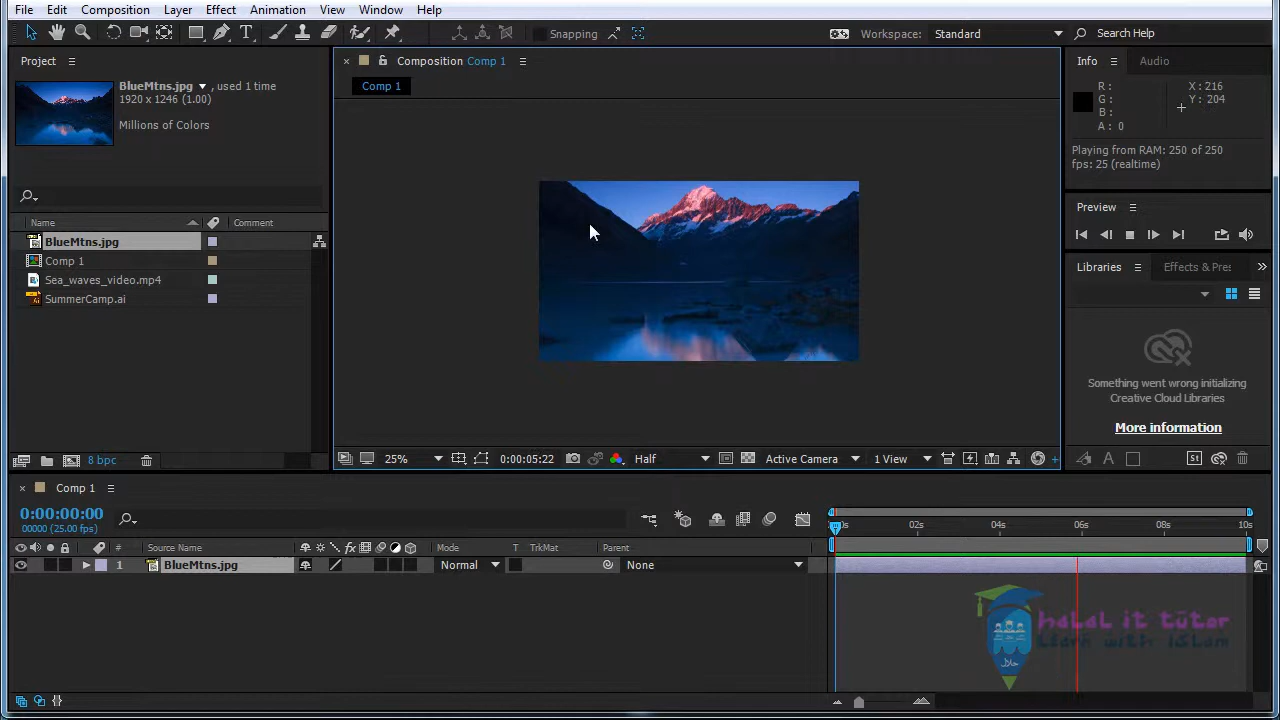 File Edit Composition Layer Effect Animation View Window Help
Snapping Workspace: Standard Search Help
Project
BlueMtns.jpg , used 1 time
1920 x 1246 (1.00)
Millions of Colors
Name Comment
BlueMtns.jpg
Comp 1
Sea_waves_video.mp4
SummerCamp.ai
8 bpc
Composition Comp 1
Comp 1
25% 0:00:05:22 Half Active Camera 1 View
Info Audio
R : X : 216
G : Y : 204
B :
A : 0
Playing from RAM: 250 of 250
fps: 25 (realtime)
Preview
Libraries Effects & Pres
Something went wrong initializing
Creative Cloud Libraries
More information
St
Comp 1
0:00:00:00
00000 (25.00 fps)
# Source Name fx Mode T TrkMat Parent
1 BlueMtns.jpg Normal None
0s 02s 04s 06s 08s 10s
halal it tutor
learn with islam
حلال